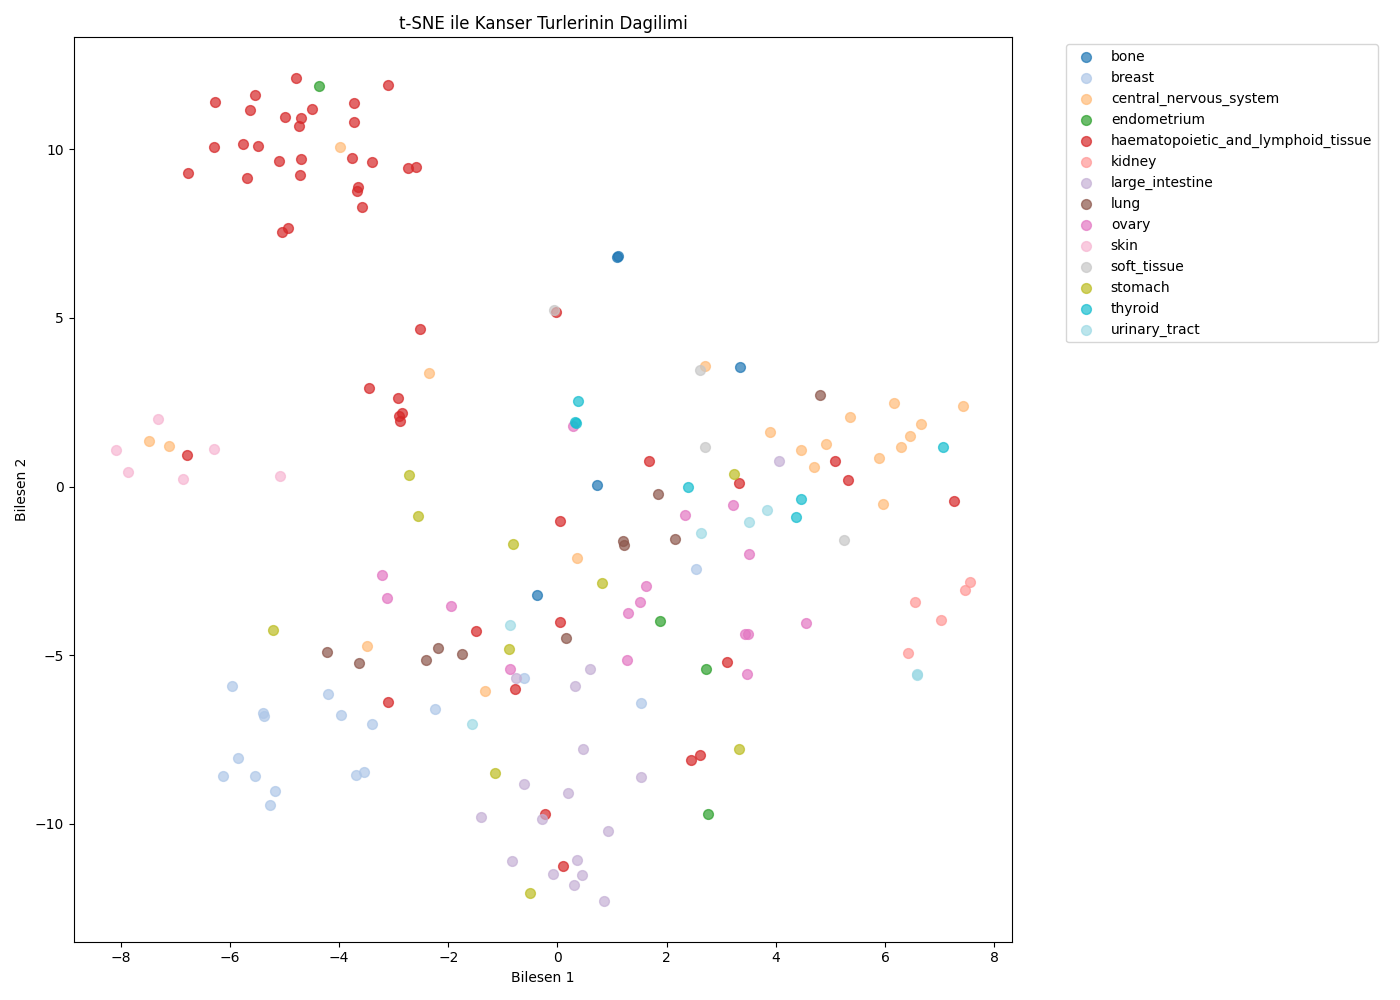 t-SNE ile Kanser Turlerinin Dagilimi
bone
breast
central_nervous_system
endometrium
haematopoietic_and_lymphoid_tissue
kidney
large_intestine
lung
ovary
skin
soft_tissue
stomach
thyroid
urinary_tract
10
5
0
−5
−10
Bilesen 2
−8 −6 −4 −2 0 2 4 6 8
Bilesen 1